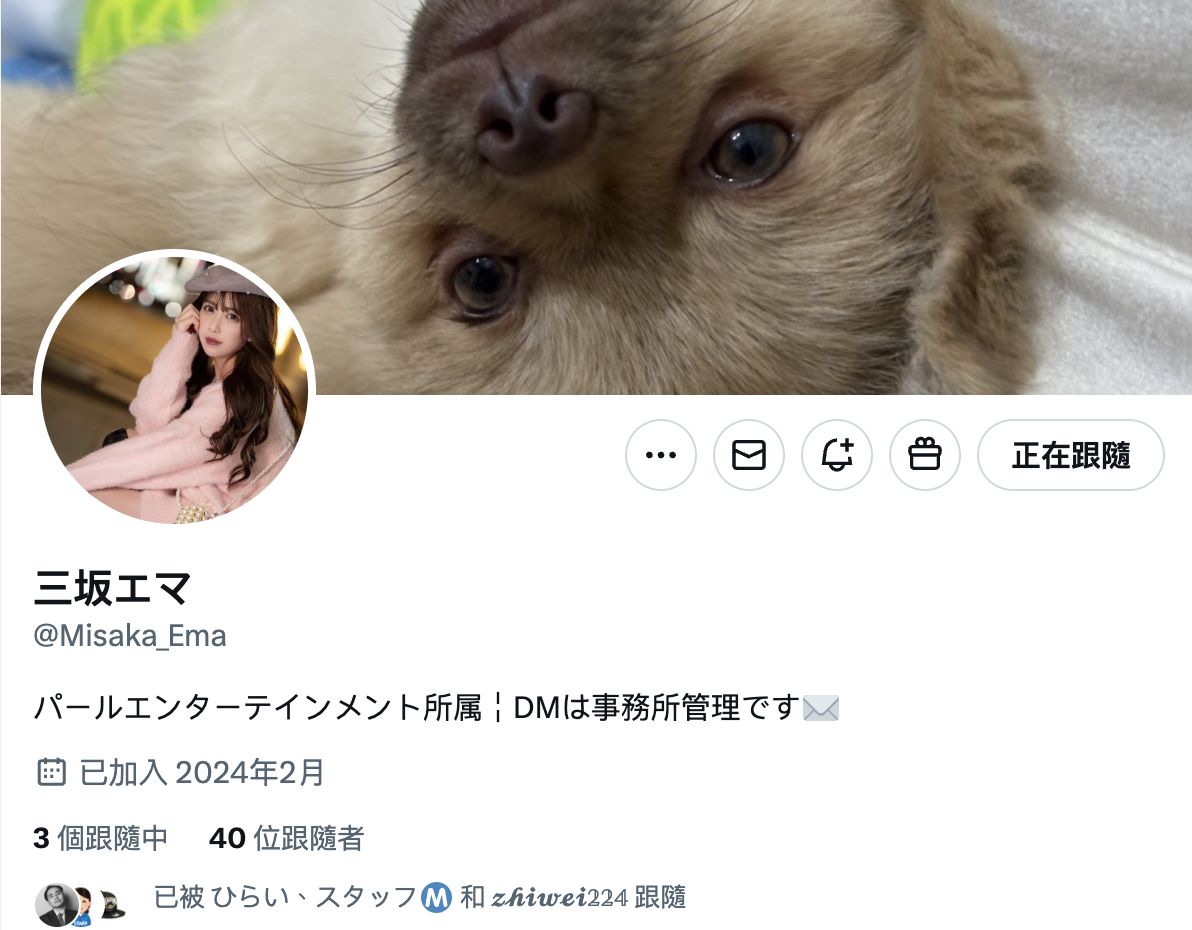 正在跟隨
三坂エマ
@Misaka_Ema
パールエンターテインメント所属 ¦ DMは事務所管理です✉️
已加入 2024年2月
3 個跟隨中 40 位跟隨者
已被 ひらい、スタッフⓂ️ 和 𝔃𝓱𝓲𝔀𝓮𝓲𝟚𝟚�  跟隨